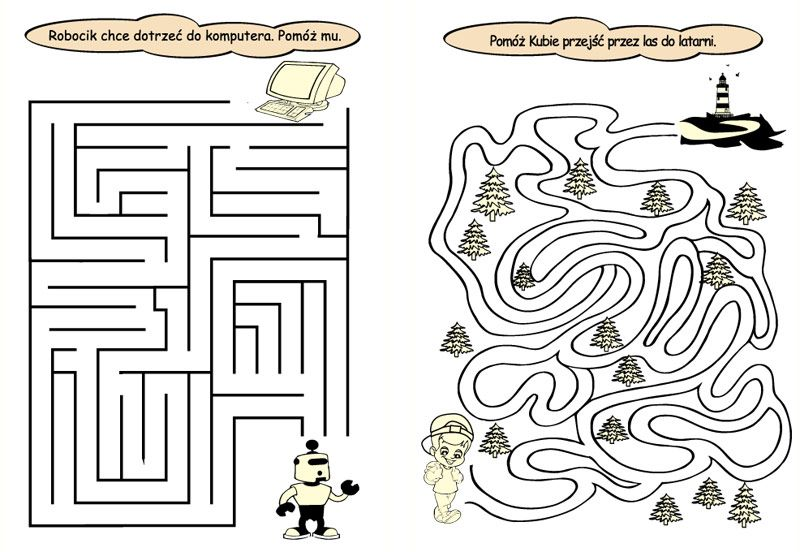 Robocik chce dotrzeć do komputera. Pomóż mu.
Pomóż Kubie przejść przez las do latarni.